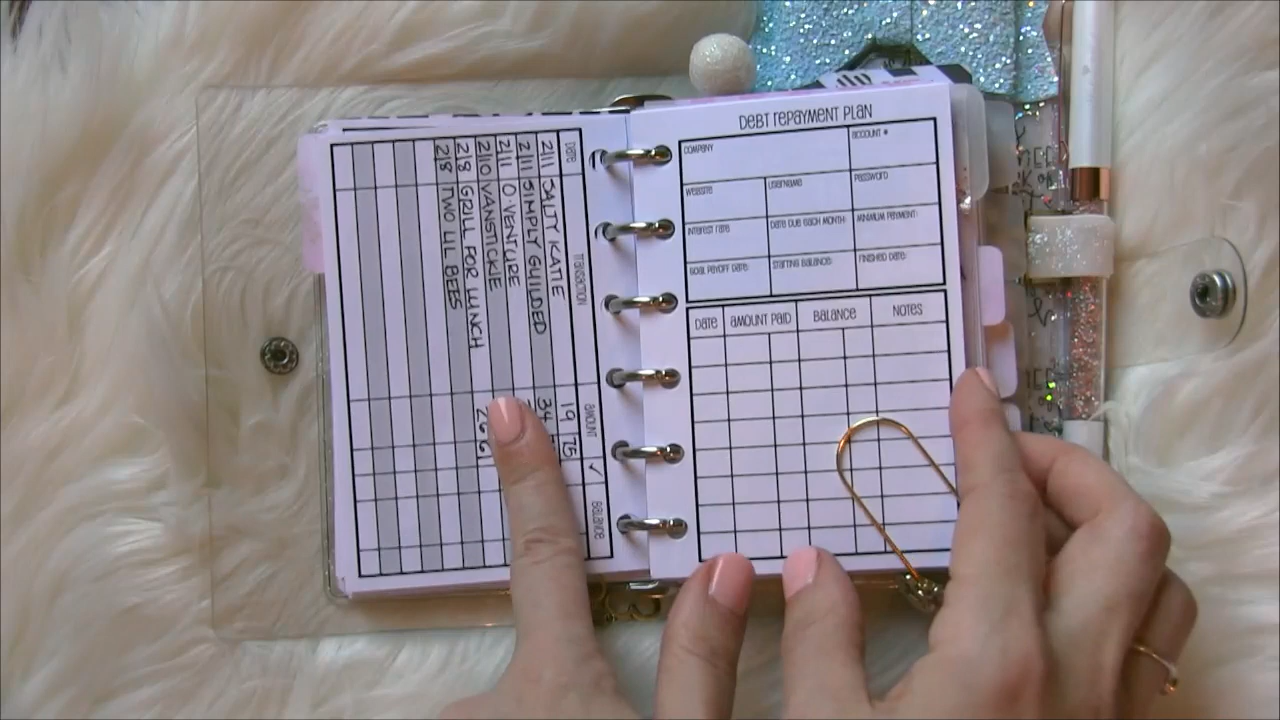 DATE TRANSACTION AMOUNT ✓ BALANCE
2/11 SALTY KATIE 19 75
2/11 SIMPLY GUILDED 34
2/11 O.VENTURE
2/10 VANSTICKIE
2/8 GRILL FOR LUNCH
2/8 TWO LIL BEES
DEBT REPAYMENT PLAN
COMPANY ACCOUNT #
WEBSITE USERNAME PASSWORD
INTEREST RATE DATE DUE EACH MONTH: MINIMUM PAYMENT:
GOAL PAYOFF DATE: STARTING BALANCE: FINISHED DATE:
DATE AMOUNT PAID BALANCE NOTES